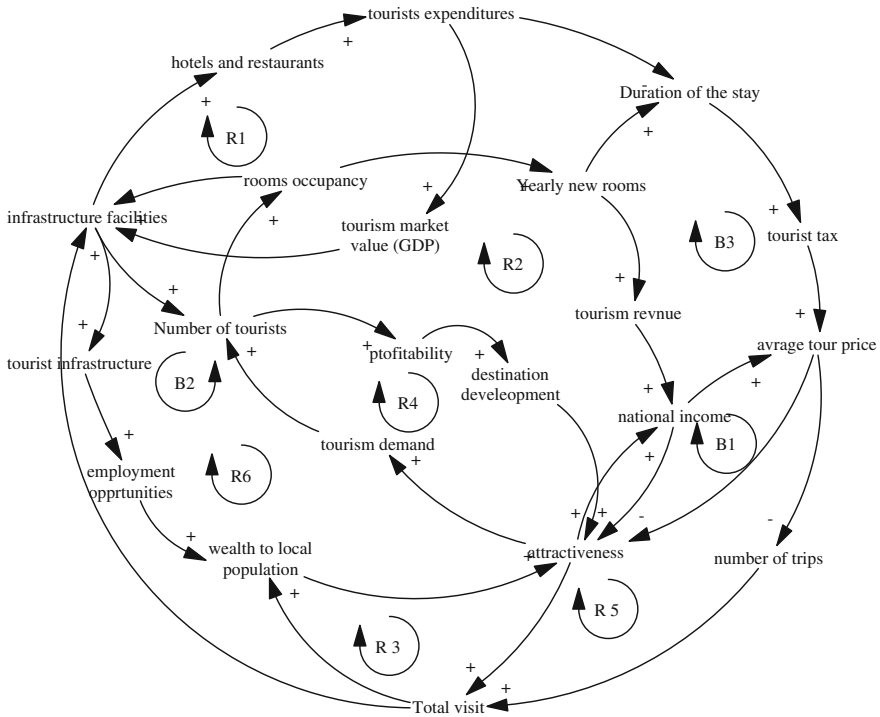 tourists expenditures
+
hotels and restaurants
-
Duration of the stay
+
R1
+
rooms occupancy
+
+
Yearly new rooms
infrastructure facilities
+
+
tourism market
value (GDP)
+
tourist tax
B3
+
R2
+
+
+
tourism revnue
+
Number of tourists
+
tourist infrastructure
+
+
ptofitability
+
destination
develeopment
avrage tour price
+
+
B2
R4
national income
B1
tourism demand
+
+
+
employment
opprtunities
R6
+
+
-
-
+
wealth to local
population
+
attractiveness
number of trips
+
R 5
R 3
+
+
Total visit